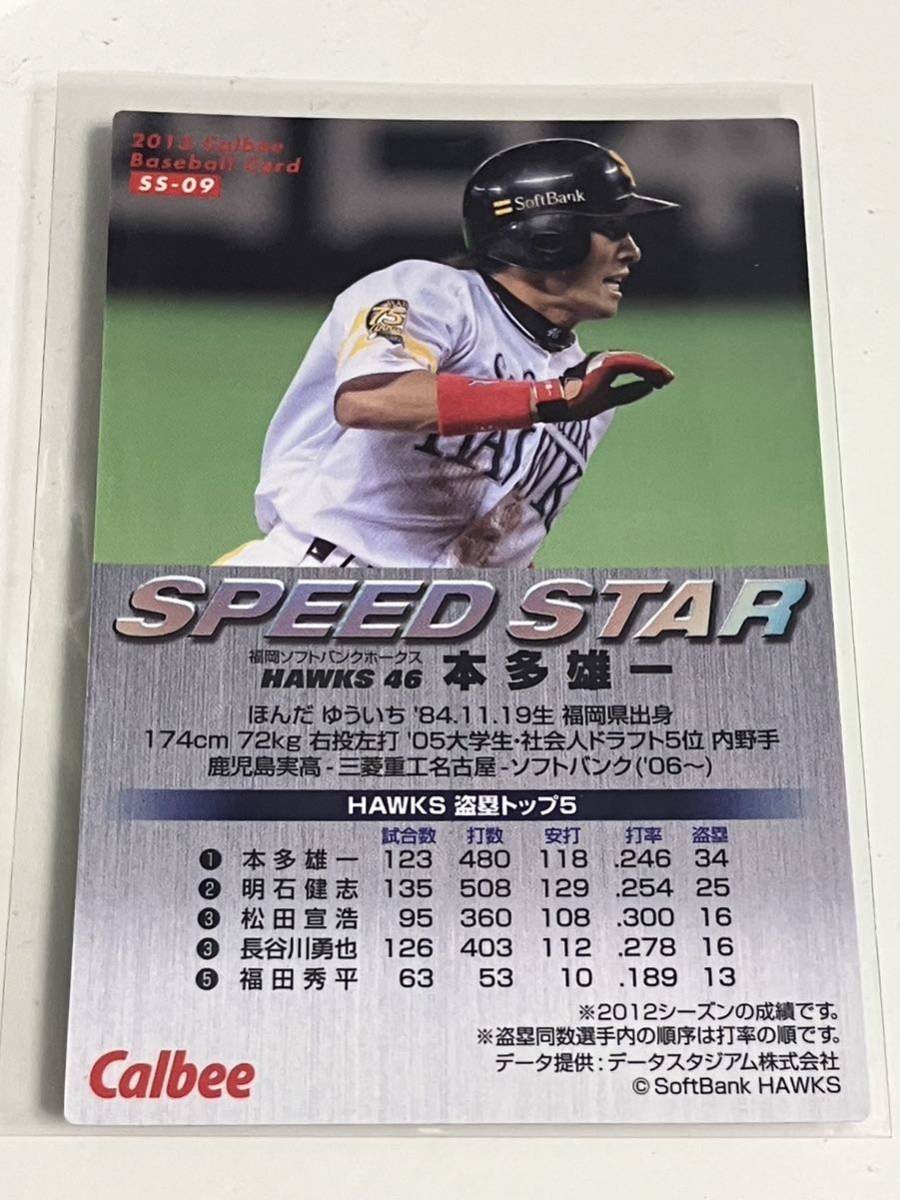 2013 Calbee
Baseball Card
SS-09
SoftBank
75
HAWKS
SPEED STAR
福岡ソフトバンクホークス
HAWKS 46 本多雄一
ほんだ ゆういち '84.11.19生 福岡県出身
174cm 72kg 右投左打 '05大学生・社会人ドラフト5位 内野手
鹿児島実高-三菱重工名古屋-ソフトバンク('06〜)
HAWKS 盗塁トップ5
試合数 打数 安打 打率 盗塁
❶ 本多雄一 123 480 118 .246 34
❷ 明石健志 135 508 129 .254 25
❸ 松田宣浩 95 360 108 .300 16
❸ 長谷川勇也 126 403 112 .278 16
❺ 福田秀平 63 53 10 .189 13
※2012シーズンの成績です。
※盗塁同数選手内の順序は打率の順です。
データ提供：データスタジアム株式会社
Calbee
© SoftBank HAWKS